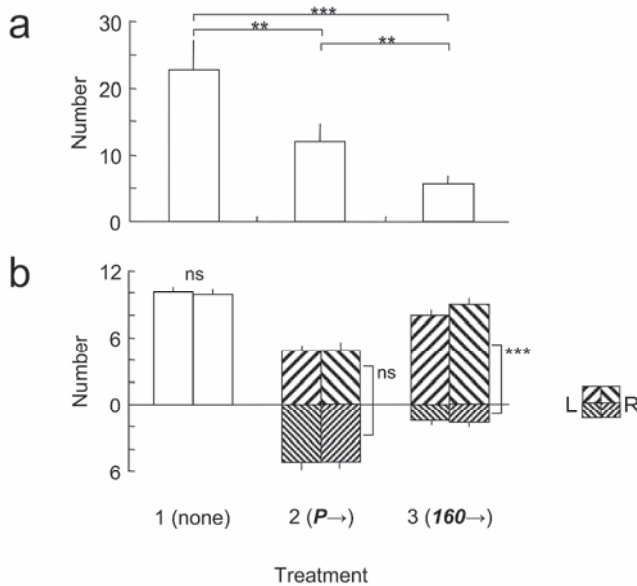 a
***
**
**
Number
30
20
10
0
b
Number
12
6
0
6
ns
ns
***
L R
1 (none) 2 (P→) 3 (160→)
Treatment